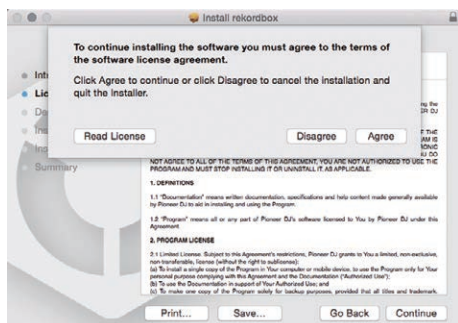 Install rekordbox
To continue installing the software you must agree to the terms of
the software license agreement.
Click Agree to continue or click Disagree to cancel the installation and
quit the Installer.
Read License
Disagree
Agree
Summary
NOT AGREE TO ALL OF THE TERMS OF THIS AGREEMENT, YOU ARE NOT AUTHORIZED TO USE THE
PROGRAM AND MUST STOP INSTALLING IT OR UNINSTALL IT, AS APPLICABLE.
1. DEFINITIONS
1.1 "Documentation" means written documentation, specifications and help content made generally available
by Pioneer DJ to aid in installing and using the Program.
1.2 "Program" means all or any part of Pioneer DJ's software licensed to You by Pioneer DJ under this
Agreement.
2. PROGRAM LICENSE
2.1 Limited License. Subject to this Agreement's restrictions, Pioneer DJ grants to You a limited, non-exclusive,
non-transferable, license (without the right to sublicense):
(a) To install a single copy of the Program in Your computer or mobile device, to use the Program only for Your
personal purpose complying with this Agreement and the Documentation ("Authorized Use");
(b) To use the Documentation in support of Your Authorized Use; and
(c) To make one copy of the Program solely for backup purposes, provided that all titles and trademark,
Print...
Save...
Go Back
Continue